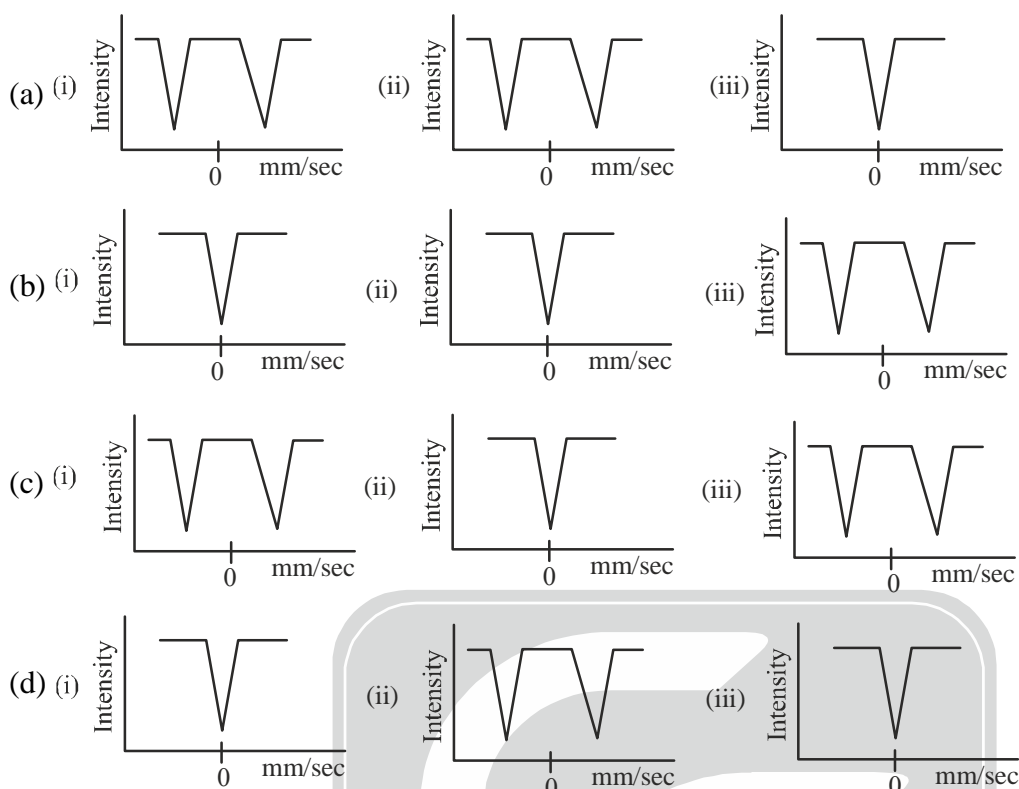 (a) (i) Intensity 0 mm/sec (ii) Intensity 0 mm/sec (iii) Intensity 0 mm/sec
(b) (i) Intensity 0 mm/sec (ii) Intensity 0 mm/sec (iii) Intensity 0 mm/sec
(c) (i) Intensity 0 mm/sec (ii) Intensity 0 mm/sec (iii) Intensity 0 mm/sec
(d) (i) Intensity 0 mm/sec (ii) Intensity 0 mm/sec (iii) Intensity 0 mm/sec